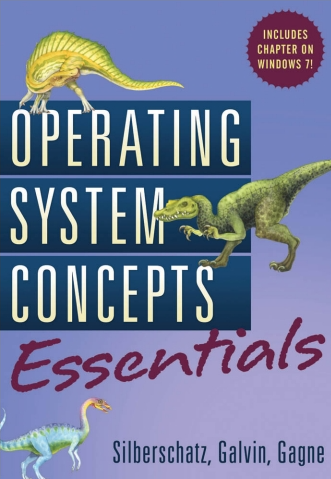 INCLUDES
CHAPTER ON
WINDOWS 7!
OPERATING
SYSTEM
CONCEPTS
Essentials
Silberschatz, Galvin, Gagne